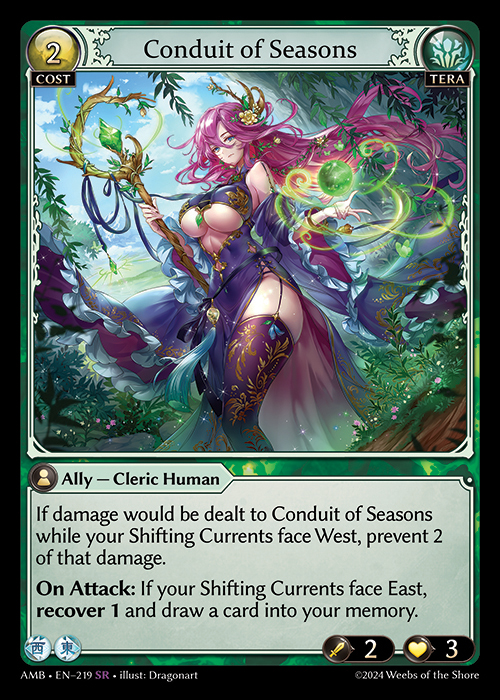 2
Conduit of Seasons
COST
TERA
Ally — Cleric Human
If damage would be dealt to Conduit of Seasons
while your Shifting Currents face West, prevent 2
of that damage.
On Attack: If your Shifting Currents face East,
recover 1 and draw a card into your memory.
西 東
2
3
AMB • EN–219 SR • illust: Dragonart
©2024 Weebs of the Shore